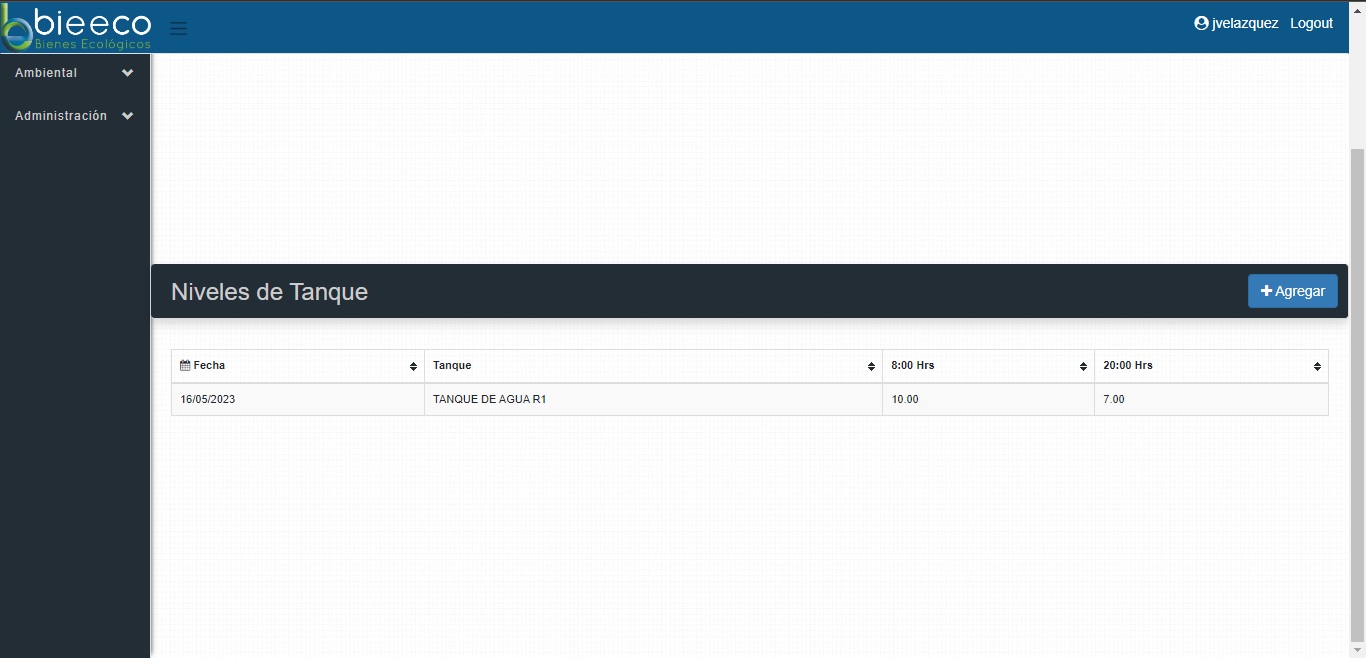 bieeco
Bienes Ecológicos
jvelazquez Logout
Ambiental
Administración
Niveles de Tanque
Agregar
Fecha Tanque 8:00 Hrs 20:00 Hrs
16/05/2023 TANQUE DE AGUA R1 10.00 7.00